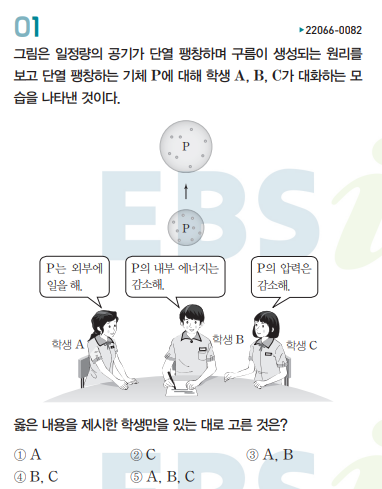 01
▶22066-0082
그림은 일정량의 공기가 단열 팽창하며 구름이 생성되는 원리를
보고 단열 팽창하는 기체 P에 대해 학생 A, B, C가 대화하는 모
습을 나타낸 것이다.
P
EBSi
P
P는 외부에
일을 해.
P의 내부 에너지는
감소해.
P의 압력은
감소해.
학생 A
학생 B
학생 C
옳은 내용을 제시한 학생만을 있는 대로 고른 것은?
① A ② C ③ A, B
④ B, C ⑤ A, B, C
EBSi